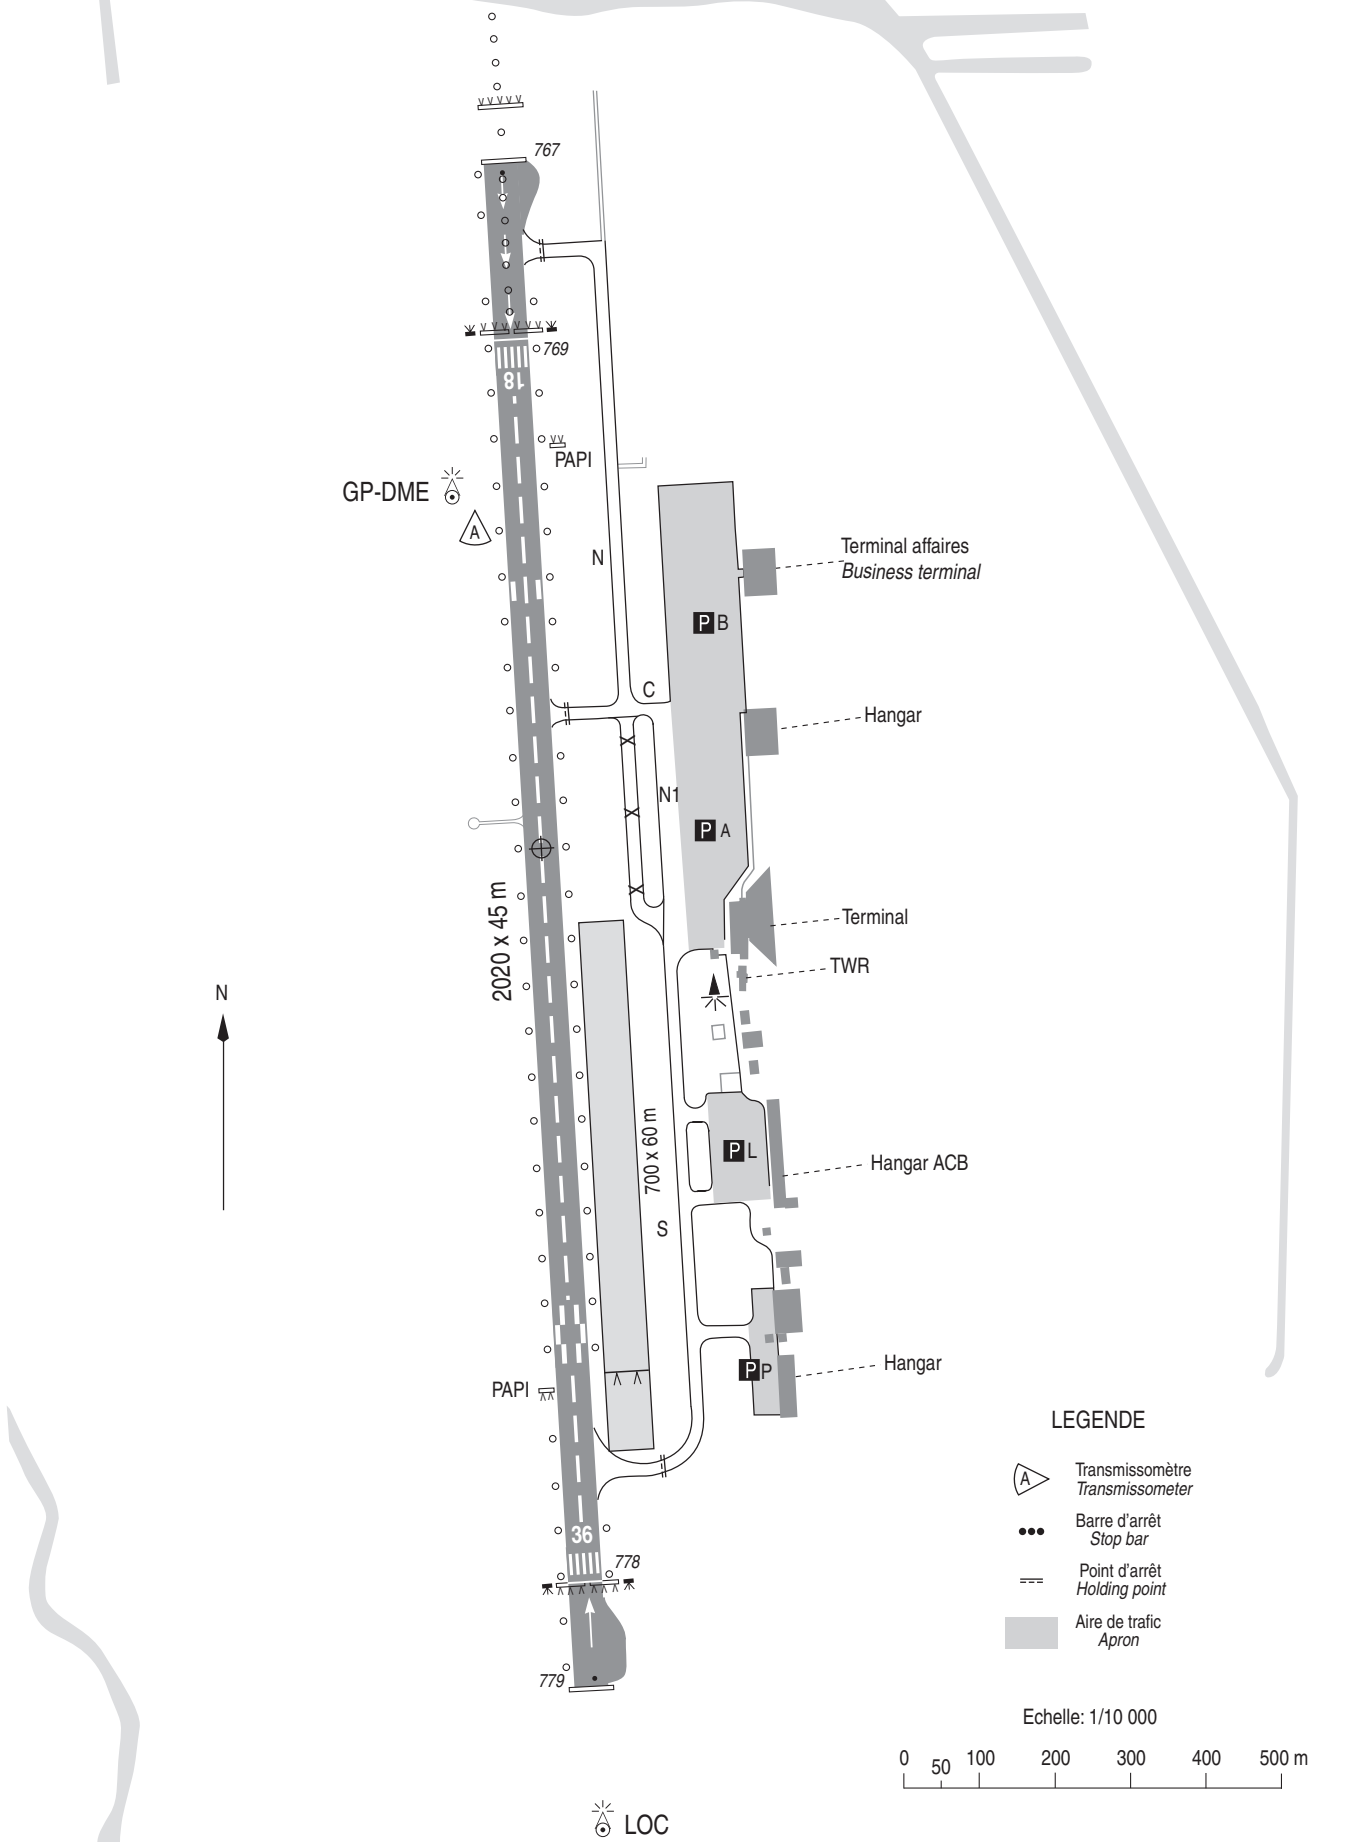 767
769
18
PAPI
GP-DME
A
N
Terminal affaires
Business terminal
P B
C
Hangar
N1
P A
2020 x 45 m
Terminal
TWR
N
700 x 60 m
P L
Hangar ACB
S
P P
Hangar
PAPI
LEGENDE
A
Transmissomètre
Transmissometer
Barre d'arrêt
Stop bar
Point d'arrêt
Holding point
Aire de trafic
Apron
36
778
779
Echelle: 1/10 000
0 50 100 200 300 400 500 m
LOC